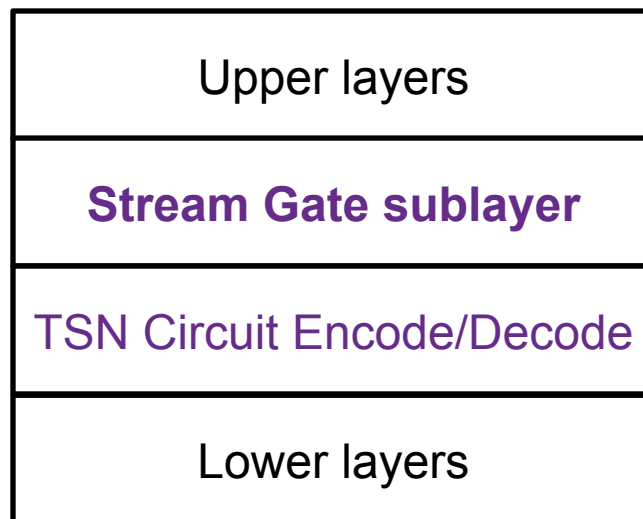 Upper layers
Stream Gate sublayer
TSN Circuit Encode/Decode
Lower layers